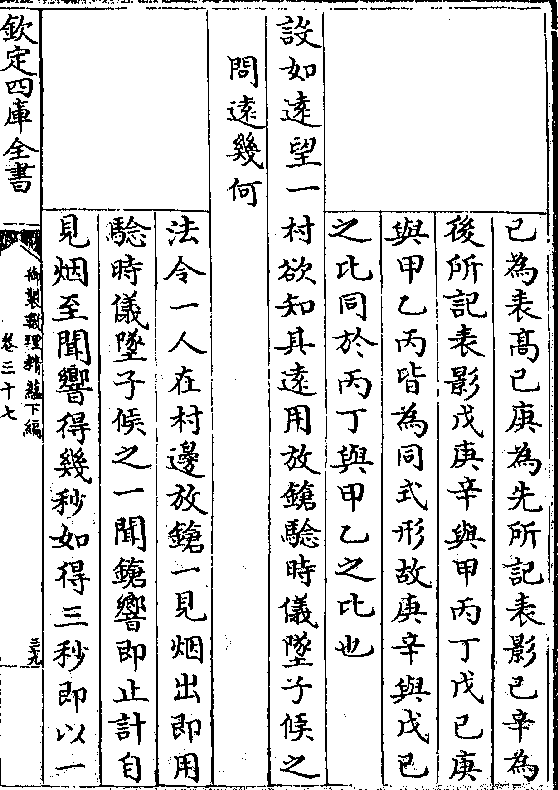 己為表高己庚為先所記表影己辛為
後所記表影戊庚辛與甲丙丁戊己庚
與甲乙丙皆為同式形故庚辛與戊己
之比同於丙丁與甲乙之比也
設如遠望一村欲知其遠用放鎗驗時儀墜子候之
問遠幾何
法令一人在村邊放鎗一見烟出即用
驗時儀墜子候之一聞鎗響即止計自
見烟至聞響得幾秒如得三秒即以一
欽定四庫全書
御製數理精藴下編
卷三十七
三九